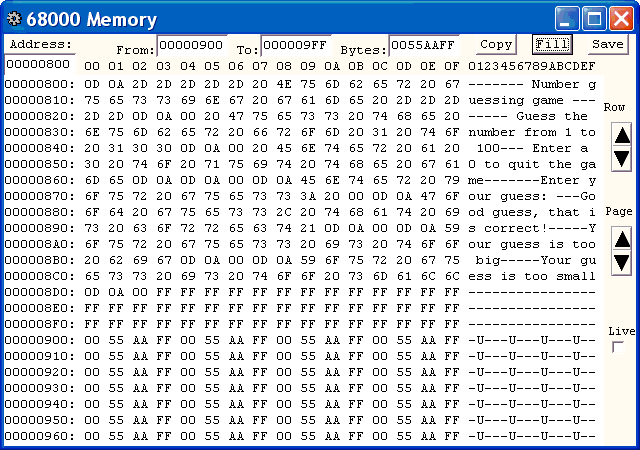 68000 Memory
Address: From: 00000900 To: 000009FF Bytes: 0055AAFF Copy Fill Save
00000800 00 01 02 03 04 05 06 07 08 09 0A 0B 0C 0D 0E 0F 0123456789ABCDEF
00000800: 0D 0A 2D 2D 2D 2D 2D 20 4E 75 6D 62 65 72 20 67 ------- Number g
00000810: 75 65 73 73 69 6E 67 20 67 61 6D 65 20 2D 2D 2D uessing game ---
Row
00000820: 2D 2D 0D 0A 00 20 47 75 65 73 73 20 74 68 65 20 ----- Guess the
00000830: 6E 75 6D 62 65 72 20 66 72 6F 6D 20 31 20 74 6F number from 1 to
00000840: 20 31 30 30 0D 0A 00 20 45 6E 74 65 72 20 61 20 100--- Enter a
00000850: 30 20 74 6F 20 71 75 69 74 20 74 68 65 20 67 61 0 to quit the ga
00000860: 6D 65 0D 0A 0D 0A 00 0D 0A 45 6E 74 65 72 20 79 me-------Enter y
00000870: 6F 75 72 20 67 75 65 73 73 3A 20 00 0D 0A 47 6F our guess: ---Go
Page
00000880: 6F 64 20 67 75 65 73 73 2C 20 74 68 61 74 20 69 od guess, that i
00000890: 73 20 63 6F 72 72 65 63 74 21 0D 0A 00 0D 0A 59 s correct!-----Y
000008A0: 6F 75 72 20 67 75 65 73 73 20 69 73 20 74 6F 6F our guess is too
000008B0: 20 62 69 67 0D 0A 00 0D 0A 59 6F 75 72 20 67 75 big-----Your gu
000008C0: 65 73 73 20 69 73 20 74 6F 6F 20 73 6D 61 6C 6C ess is too small
000008D0: 0D 0A 00 FF FF FF FF FF FF FF FF FF FF FF FF FF ----------------
000008E0: FF FF FF FF FF FF FF FF FF FF FF FF FF FF FF FF ----------------
000008F0: FF FF FF FF FF FF FF FF FF FF FF FF FF FF FF FF ----------------
Live
00000900: 00 55 AA FF 00 55 AA FF 00 55 AA FF 00 55 AA FF -U---U---U---U--
00000910: 00 55 AA FF 00 55 AA FF 00 55 AA FF 00 55 AA FF -U---U---U---U--
00000920: 00 55 AA FF 00 55 AA FF 00 55 AA FF 00 55 AA FF -U---U---U---U--
00000930: 00 55 AA FF 00 55 AA FF 00 55 AA FF 00 55 AA FF -U---U---U---U--
00000940: 00 55 AA FF 00 55 AA FF 00 55 AA FF 00 55 AA FF -U---U---U---U--
00000950: 00 55 AA FF 00 55 AA FF 00 55 AA FF 00 55 AA FF -U---U---U---U--
00000960: 00 55 AA FF 00 55 AA FF 00 55 AA FF 00 55 AA FF -U---U---U---U--